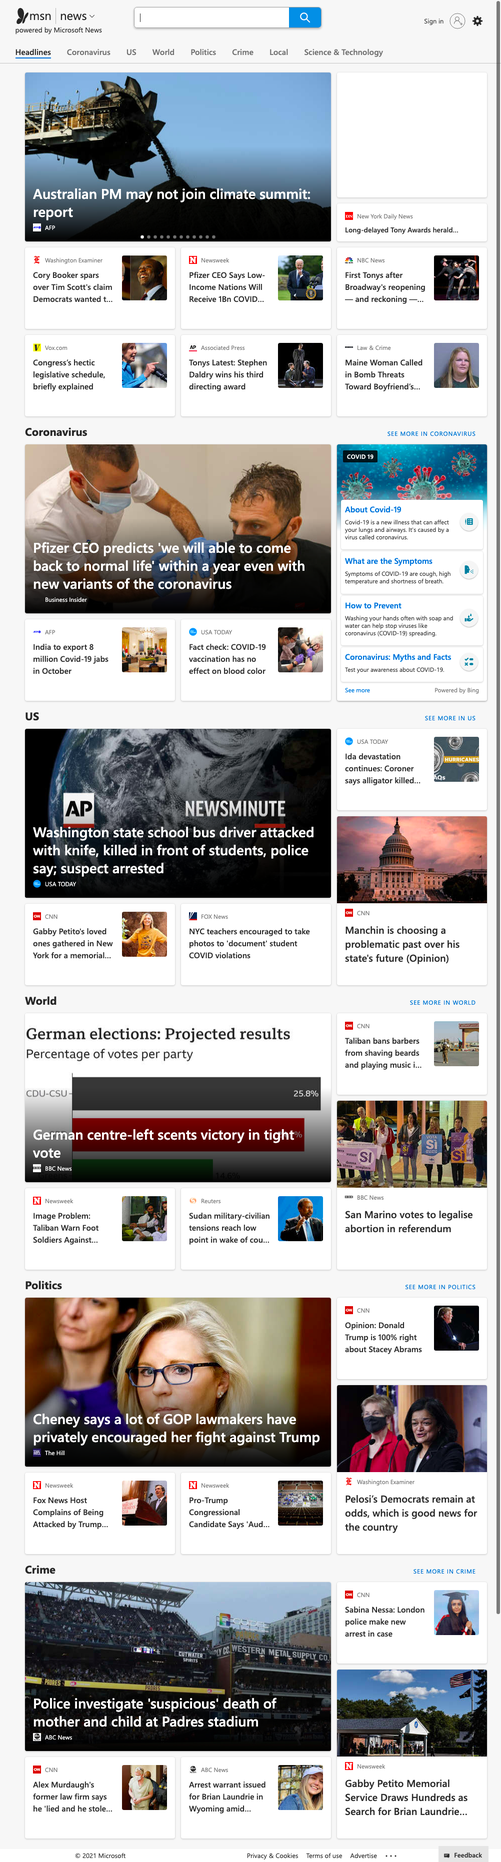 msn news
powered by Microsoft News
Sign in
Headlines Coronavirus US World Politics Crime Local Science & Technology
Australian PM may not join climate summit:
report
AFP
New York Daily News
Long-delayed Tony Awards herald...
Washington Examiner
Cory Booker spars
over Tim Scott's claim
Democrats wanted t...
Newsweek
Pfizer CEO Says Low-
Income Nations Will
Receive 1Bn COVID...
NBC News
First Tonys after
Broadway's reopening
— and reckoning —...
Vox.com
Congress's hectic
legislative schedule,
briefly explained
Associated Press
Tonys Latest: Stephen
Daldry wins his third
directing award
Law & Crime
Maine Woman Called
in Bomb Threats
Toward Boyfriend's...
Coronavirus
SEE MORE IN CORONAVIRUS
Pfizer CEO predicts 'we will able to come
back to normal life' within a year even with
new variants of the coronavirus
Business Insider
COVID 19
About Covid-19
Covid-19 is a new illness that can affect
your lungs and airways. It's caused by a
virus called coronavirus.
What are the Symptoms
Symptoms of COVID-19 are cough, high
temperature and shortness of breath.
How to Prevent
Washing your hands often with soap and
water can help stop viruses like
coronavirus (COVID-19) spreading.
Coronavirus: Myths and Facts
Test your awareness about COVID-19.
See more Powered by Bing
AFP
India to export 8
million Covid-19 jabs
in October
USA TODAY
Fact check: COVID-19
vaccination has no
effect on blood color
US
SEE MORE IN US
AP NEWSMINUTE
Washington state school bus driver attacked
with knife, killed in front of students, police
say; suspect arrested
USA TODAY
USA TODAY
Ida devastation
continues: Coroner
says alligator killed...
HURRICANES
AQs
CNN
Manchin is choosing a
problematic past over his
state's future (Opinion)
CNN
Gabby Petito's loved
ones gathered in New
York for a memorial...
FOX News
NYC teachers encouraged to take
photos to 'document' student
COVID violations
World
SEE MORE IN WORLD
German elections: Projected results
Percentage of votes per party
CDU-CSU 25.8%
German centre-left scents victory in tight
vote
BBC News
CNN
Taliban bans barbers
from shaving beards
and playing music i...
SÌ
SÌ
BBC News
San Marino votes to legalise
abortion in referendum
Newsweek
Image Problem:
Taliban Warn Foot
Soldiers Against...
Reuters
Sudan military-civilian
tensions reach low
point in wake of cou...
Politics
SEE MORE IN POLITICS
Cheney says a lot of GOP lawmakers have
privately encouraged her fight against Trump
The Hill
CNN
Opinion: Donald
Trump is 100% right
about Stacey Abrams
Washington Examiner
Pelosi's Democrats remain at
odds, which is good news for
the country
Newsweek
Fox News Host
Complains of Being
Attacked by Trump...
Newsweek
Pro-Trump
Congressional
Candidate Says 'Aud...
Crime
SEE MORE IN CRIME
WESTERN METAL SUPPLY CO.
Police investigate 'suspicious' death of
mother and child at Padres stadium
ABC News
CNN
Sabina Nessa: London
police make new
arrest in case
Newsweek
Gabby Petito Memorial
Service Draws Hundreds as
Search for Brian Laundrie...
CNN
Alex Murdaugh's
former law firm says
he 'lied and he stole...
ABC News
Arrest warrant issued
for Brian Laundrie in
Wyoming amid...
© 2021 Microsoft Privacy & Cookies Terms of use Advertise Feedback